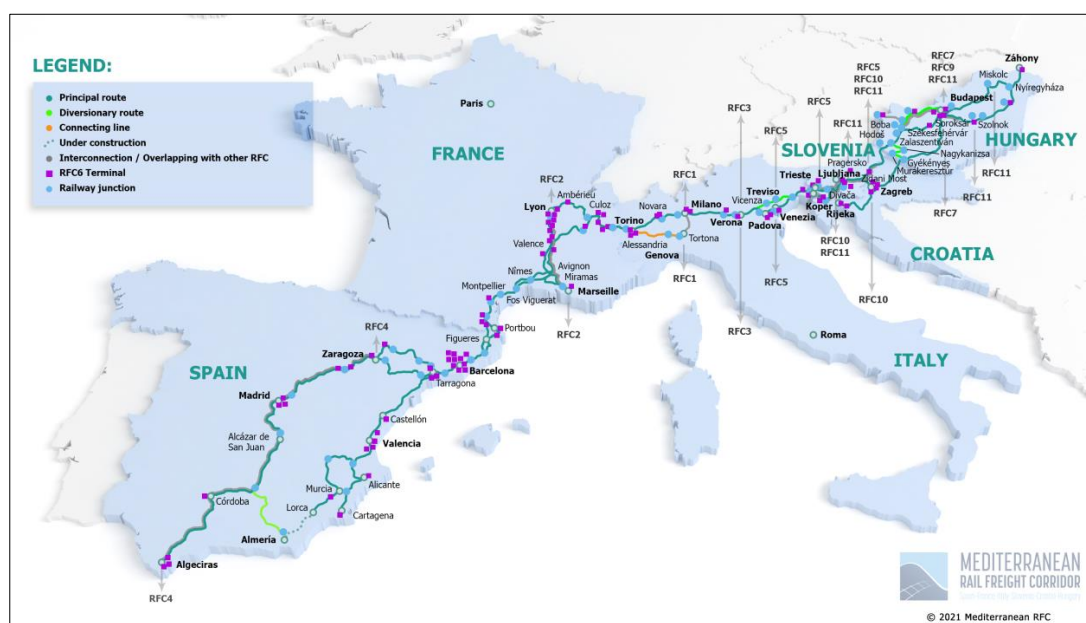 LEGEND:
Principal route
Diversionary route
Connecting line
Under construction
Interconnection / Overlapping with other RFC
RFC6 Terminal
Railway junction
Paris
FRANCE
RFC2
Ambérieu
Lyon
Culoz
Valence
Avignon
Miramas
Nîmes
Montpellier
Fos Viguerat
Marseille
RFC2
Portbou
Figueres
RFC4
Zaragoza
Barcelona
Tarragona
SPAIN
Madrid
Castellón
Alcázar de
San Juan
Valencia
Murcia
Alicante
Córdoba
Lorca
Cartagena
Almería
Algeciras
RFC4
Torino
Novara
Milano
RFC1
Alessandria
Tortona
Genova
RFC1
RFC3
Verona
Vicenza
Treviso
RFC5
Padova
Venezia
RFC5
RFC3
Roma
ITALY
RFC5
Trieste
RFC11
SLOVENIA
Pragersko
Ljubljana
Zidani Most
Divača
Koper
Rijeka
Zagreb
RFC10
RFC11
RFC10
CROATIA
RFC5
RFC10
RFC11
RFC7
RFC9
RFC11
Záhony
Miskolc
Nyíregyháza
Budapest
Boba
Hodoš
Soroksár
Székesfehérvár
Szolnok
Zalaszentiván
HUNGARY
Nagykanizsa
Gyékényes
Murakeresztur
RFC11
RFC7
MEDITERRANEAN
RAIL FREIGHT CORRIDOR
© 2021 Mediterranean RFC